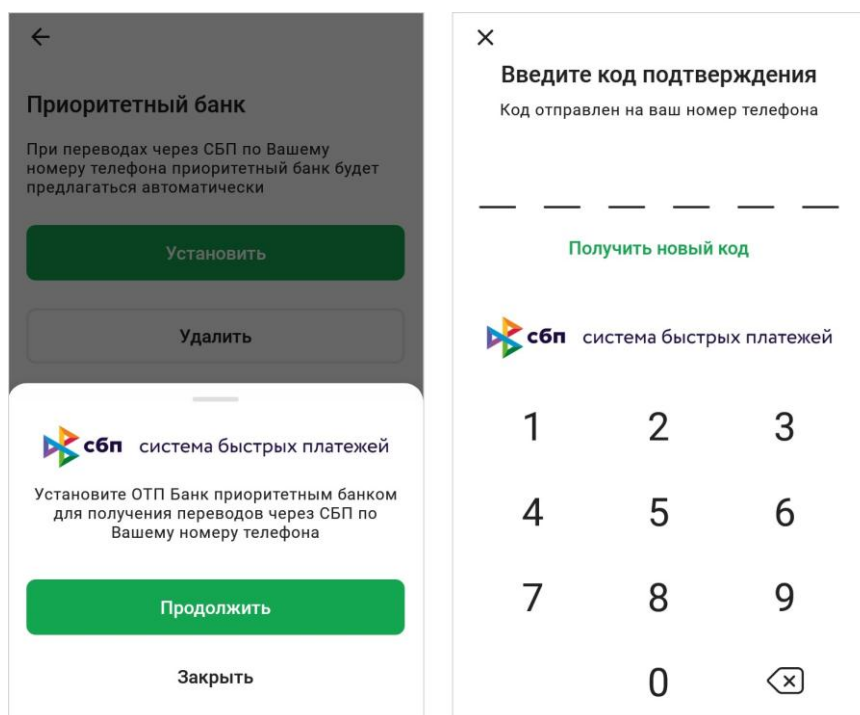 Приоритетный банк
При переводах через СБП по Вашему
номеру телефона приоритетный банк будет
предлагаться автоматически
Установить
Удалить
сбп система быстрых платежей
Установите ОТП Банк приоритетным банком
для получения переводов через СБП по
Вашему номеру телефона
Продолжить
Закрыть
Введите код подтверждения
Код отправлен на ваш номер телефона
Получить новый код
сбп система быстрых платежей
1 2 3
4 5 6
7 8 9
0